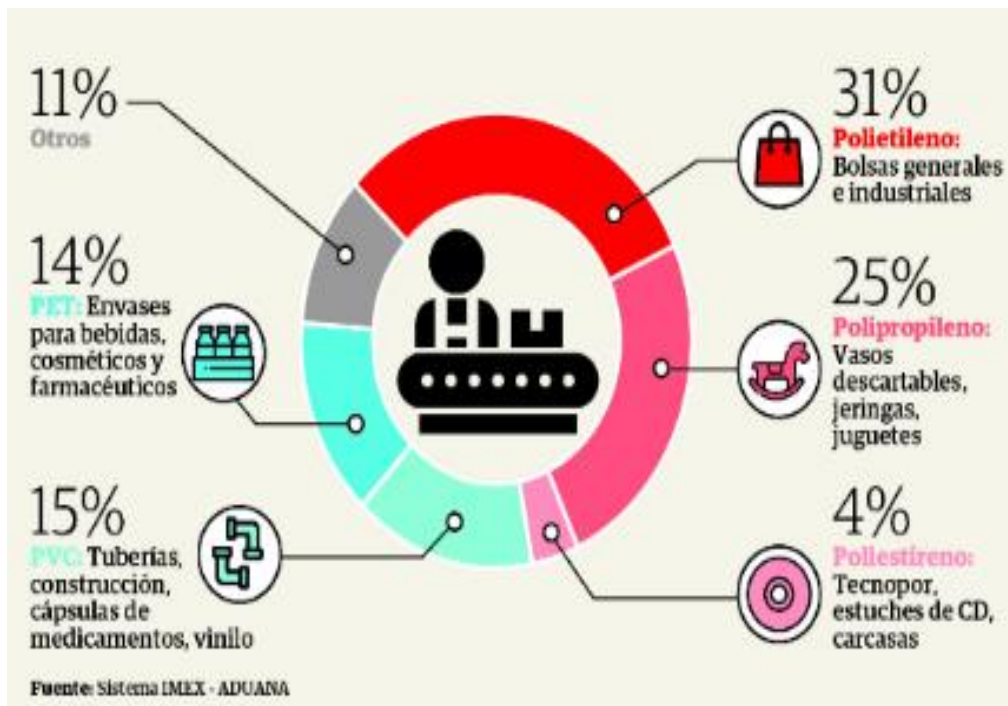 11%
Otros
14%
PET: Envases
para bebidas,
cosméticos y
farmacéuticos
15%
PVC: Tuberías,
construcción,
cápsulas de
medicamentos, vinilo
31%
Polietileno:
Bolsas generales
e industriales
25%
Polipropileno:
Vasos
descartables,
jeringas,
juguetes
4%
Poliestireno:
Tecnopor,
estuches de CD,
carcasas
Fuente: Sistema IMEX - ADUANA